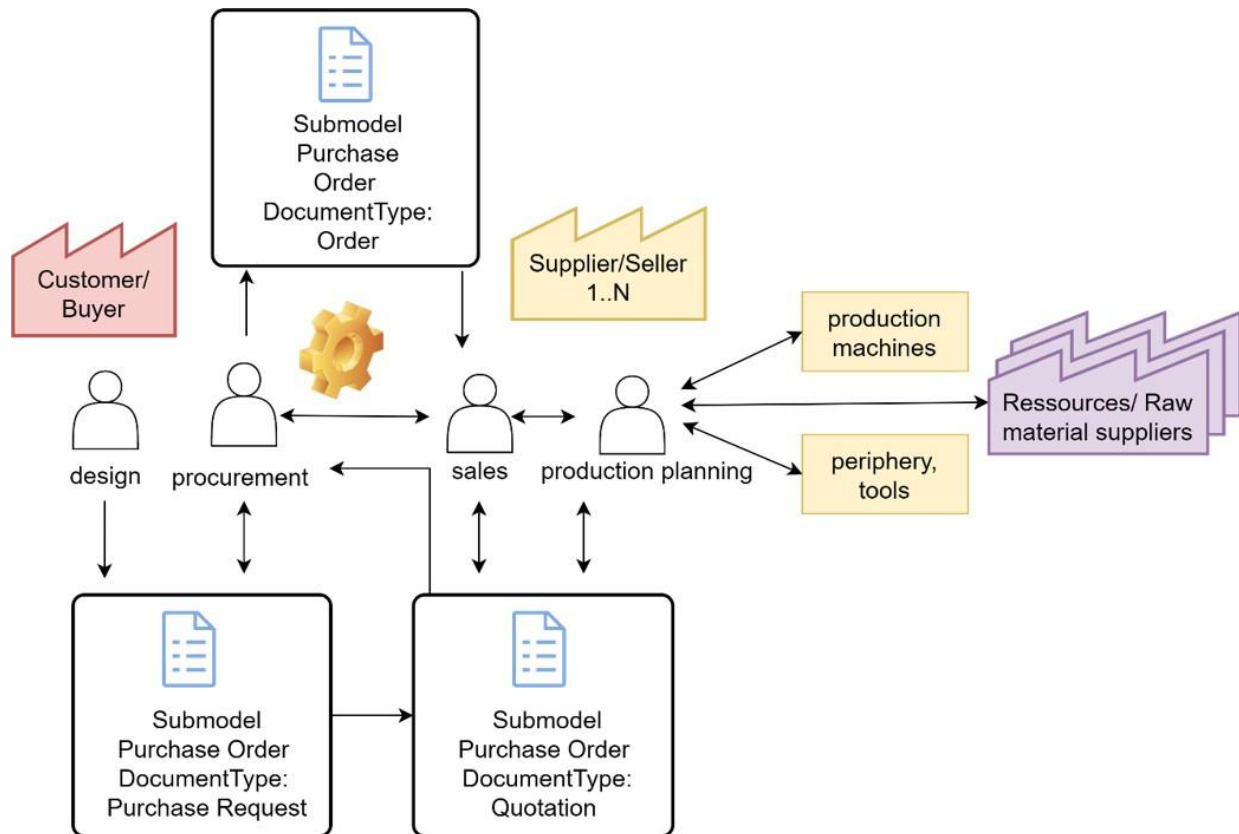 Submodel
Purchase
Order
DocumentType:
Order
Customer/
Buyer
Supplier/Seller
1..N
production
machines
Ressources/ Raw
material suppliers
periphery,
tools
design
procurement
sales
production planning
Submodel
Purchase Order
DocumentType:
Purchase Request
Submodel
Purchase Order
DocumentType:
Quotation